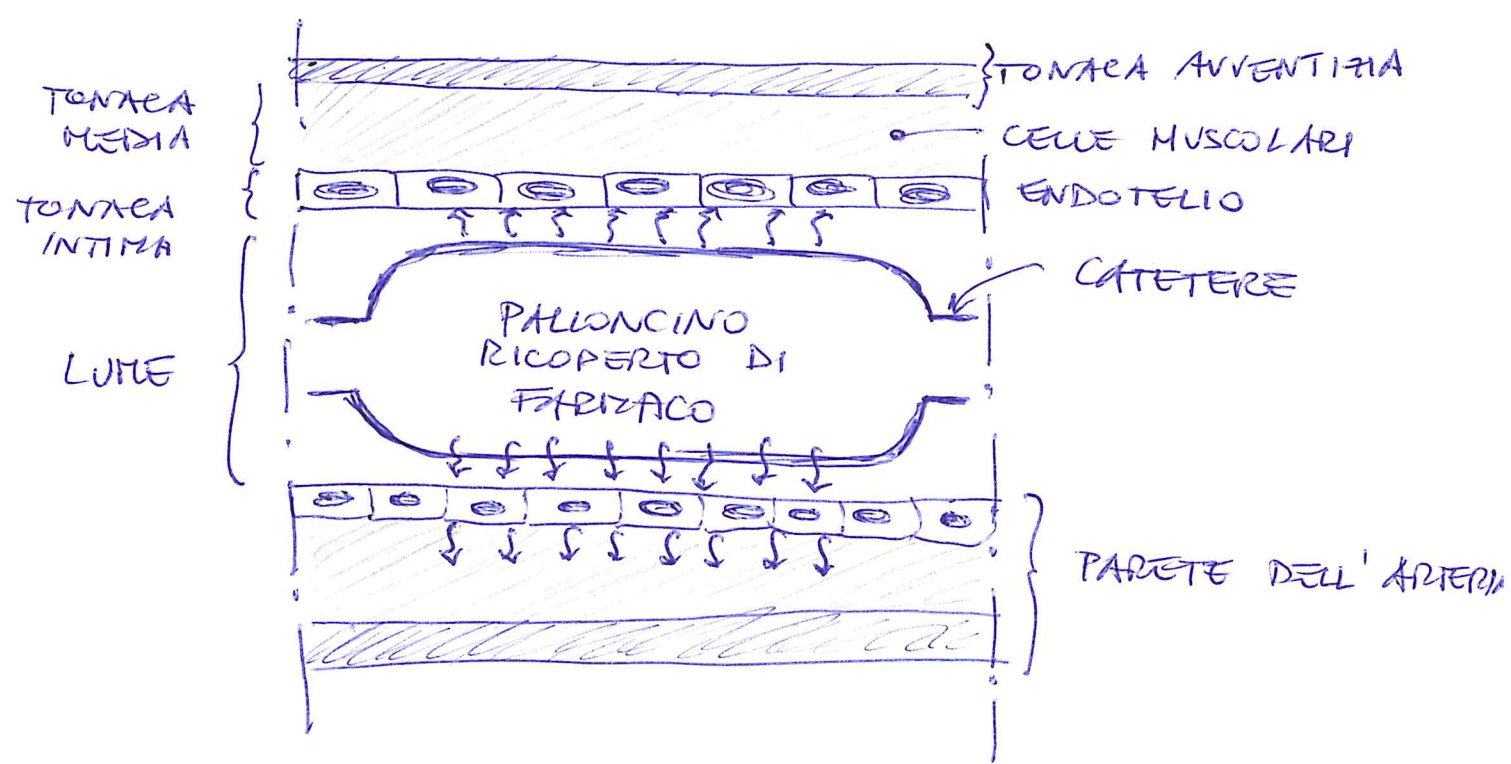 TONACA AVVENTIZIA
TONACA
MEDIA
CELLE MUSCOLARI
TONACA
INTIMA
ENDOTELIO
CATETERE
LUME
PALLONCINO
RICOPERTO DI
FARMACO
PARETE DELL' ARTERIA